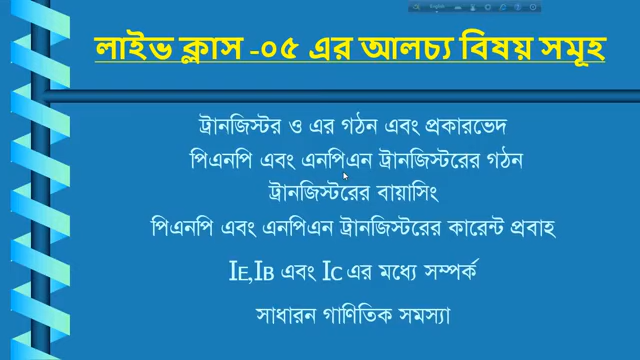 English
লাইভ ক্লাস -০৫ এর আলচ্য বিষয় সমূহ
ট্রানজিস্টর ও এর গঠন এবং প্রকারভেদ
পিএনপি এবং এনপিএন ট্রানজিস্টরের গঠন
ট্রানজিস্টরের বায়াসিং
পিএনপি এবং এনপিএন ট্রানজিস্টরের কারেন্ট প্রবাহ
IE,IB এবং IC এর মধ্যে সম্পর্ক
সাধারন গাণিতিক সমস্যা